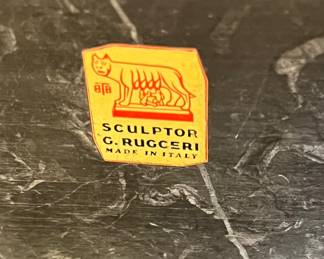 SCULPTOR
G. RUGGERI
MADE IN ITALY